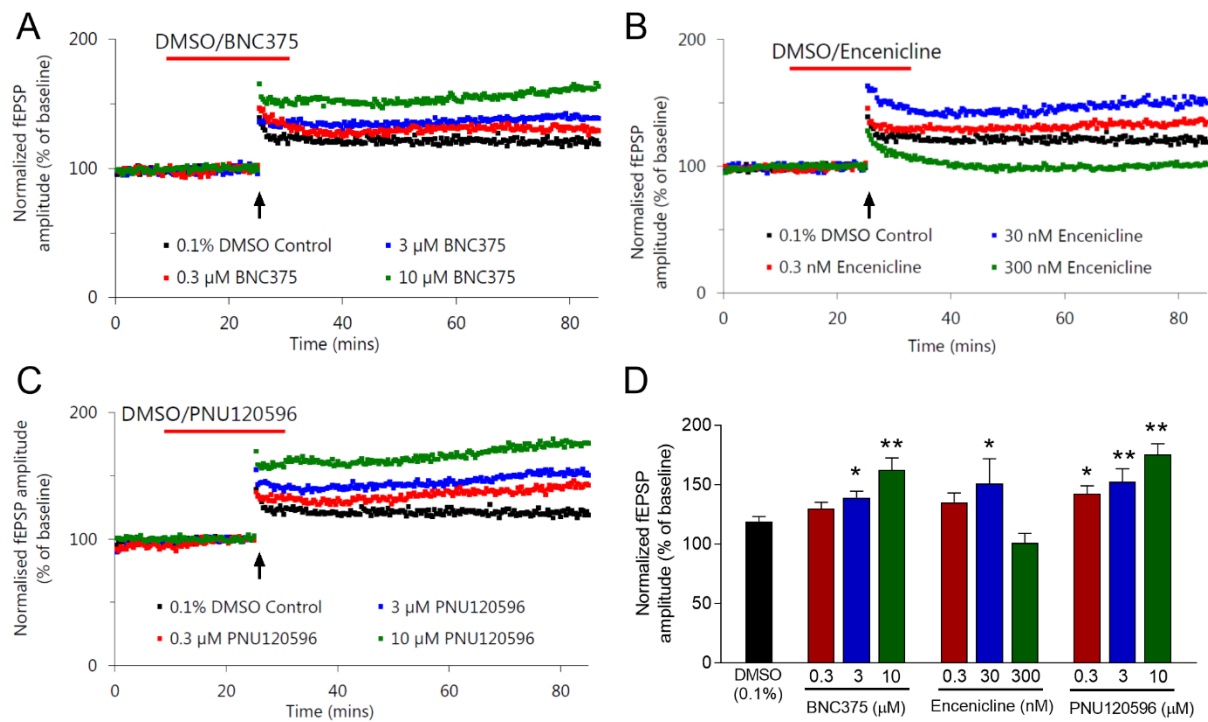 A
200
DMSO/BNC375
Normalized fEPSP
amplitude (% of baseline)
100
0.1% DMSO Control
3 µM BNC375
0.3 µM BNC375
10 µM BNC375
0
0 20 40 60 80
Time (mins)
B
200
DMSO/Encenicline
Normalised fEPSP
amplitude (% of baseline)
100
0.1% DMSO Control
30 nM Encenicline
0.3 nM Encenicline
300 nM Encenicline
0
0 20 40 60 80
Time (mins)
C
200
DMSO/PNU120596
Normalised fEPSP amplitude
(% of baseline)
100
0.1% DMSO Control
3 µM PNU120596
0.3 µM PNU120596
10 µM PNU120596
0
0 20 40 60 80
Time (mins)
D
Normalized fEPSP
amplitude (% of baseline)
200
150
100
50
0
* ** * * ** **
DMSO
(0.1%)
0.3 3 10 0.3 30 300 0.3 3 10
BNC375 (µM) Encenicline (nM) PNU120596 (µM)